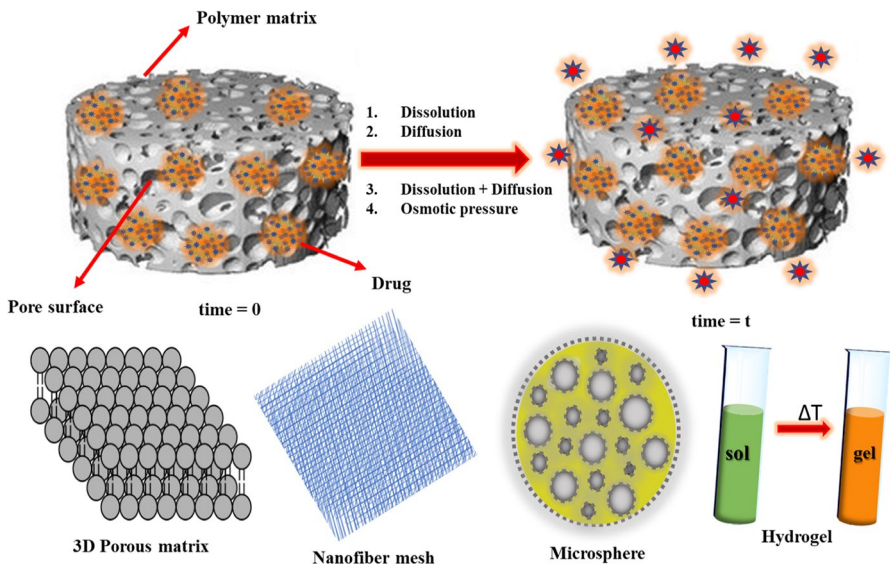 Polymer matrix
1. Dissolution
2. Diffusion
3. Dissolution + Diffusion
4. Osmotic pressure
Drug
Pore surface
time = 0
time = t
ΔT
sol
gel
3D Porous matrix
Nanofiber mesh
Microsphere
Hydrogel